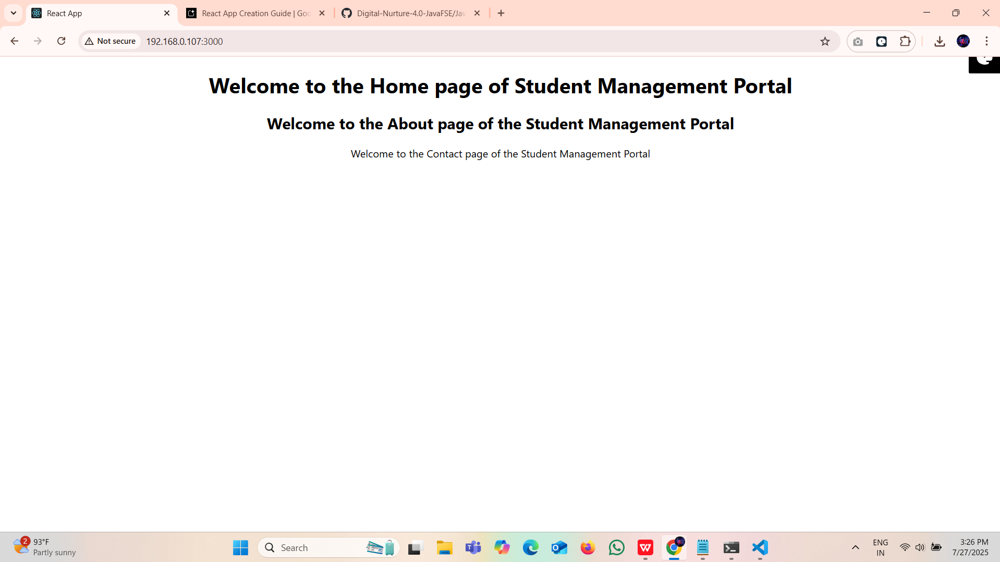 React App
React App Creation Guide | Goo
Digital-Nurture-4.0-JavaFSE/Jav
Not secure
192.168.0.107:3000
Welcome to the Home page of Student Management Portal
Welcome to the About page of the Student Management Portal
Welcome to the Contact page of the Student Management Portal
2
93°F
Partly sunny
Search
ENG
IN
3:26 PM
7/27/2025